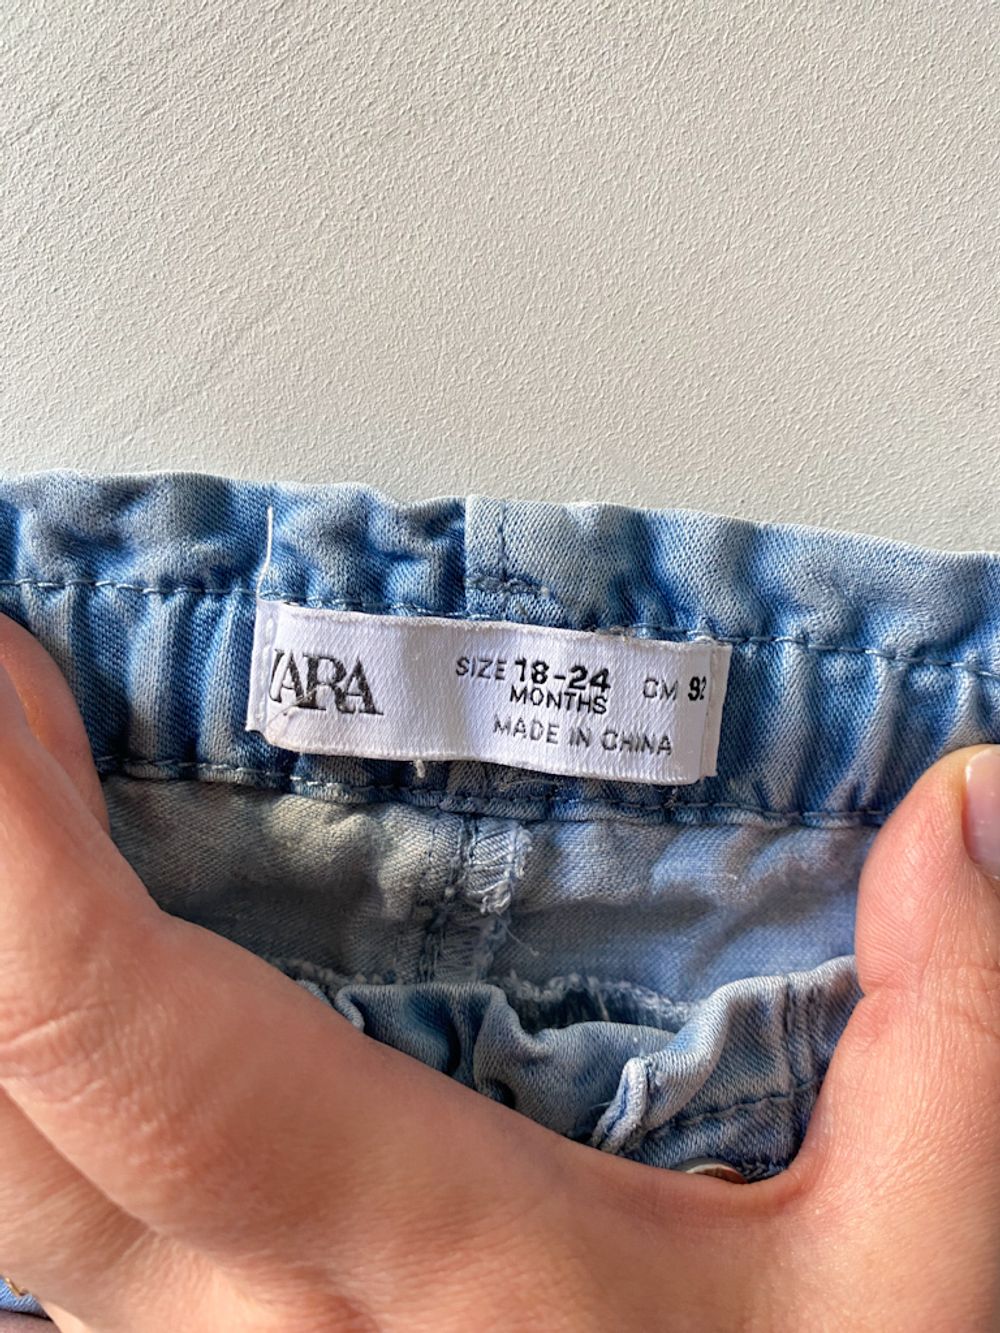 ZARA
SIZE 18-24 CM 92
MONTHS
MADE IN CHINA